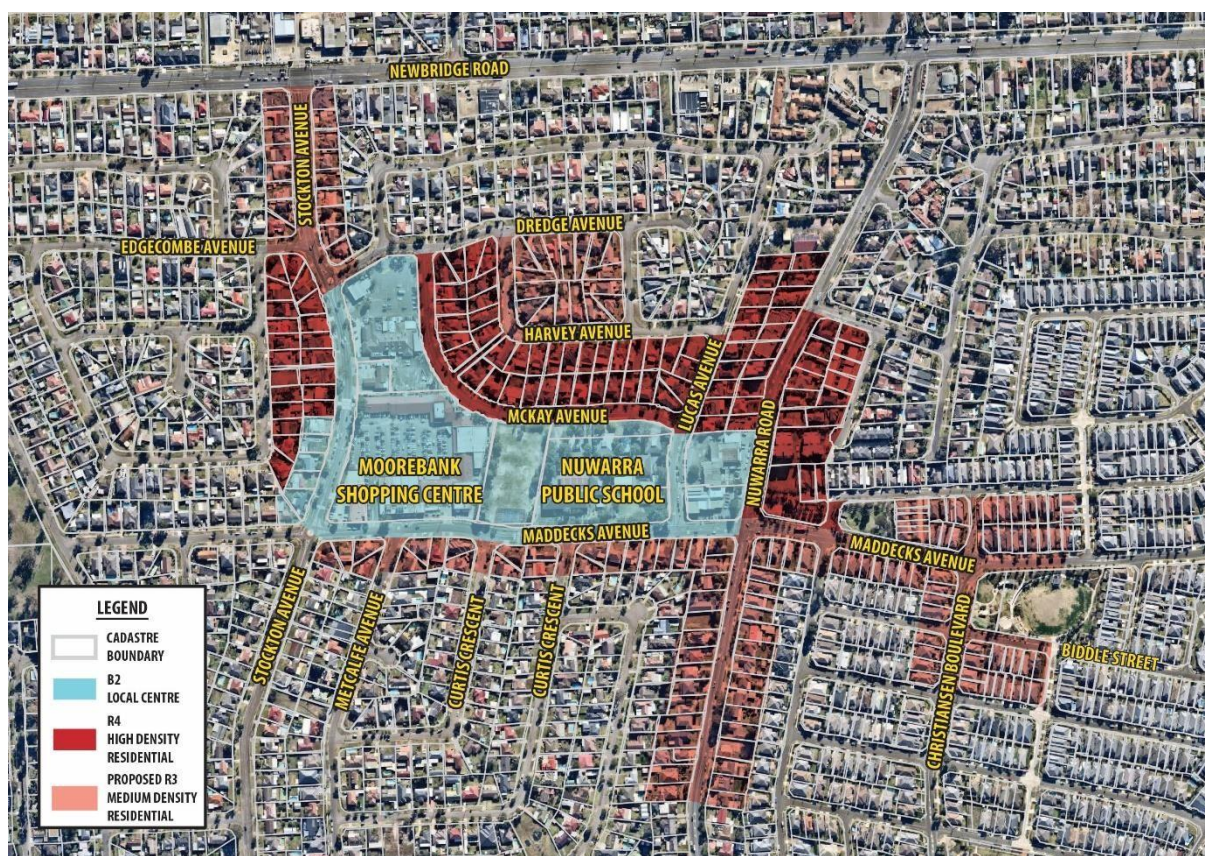 NEWBRIDGE ROAD
STOCKTON AVENUE
DREDGE AVENUE
EDGECOMBE AVENUE
HARVEY AVENUE
LUCAS AVENUE
MCKAY AVENUE
NUWARRA ROAD
MOOREBANK
SHOPPING CENTRE
NUWARRA
PUBLIC SCHOOL
MADDECKS AVENUE
MADDECKS AVENUE
STOCKTON AVENUE
METCALFE AVENUE
CURTIS CRESCENT
CURTIS CRESCENT
CHRISTIANSEN BOULEVARD
BIDDLE STREET
LEGEND
CADASTRE
BOUNDARY
B2
LOCAL CENTRE
R4
HIGH DENSITY
RESIDENTIAL
PROPOSED R3
MEDIUM DENSITY
RESIDENTIAL